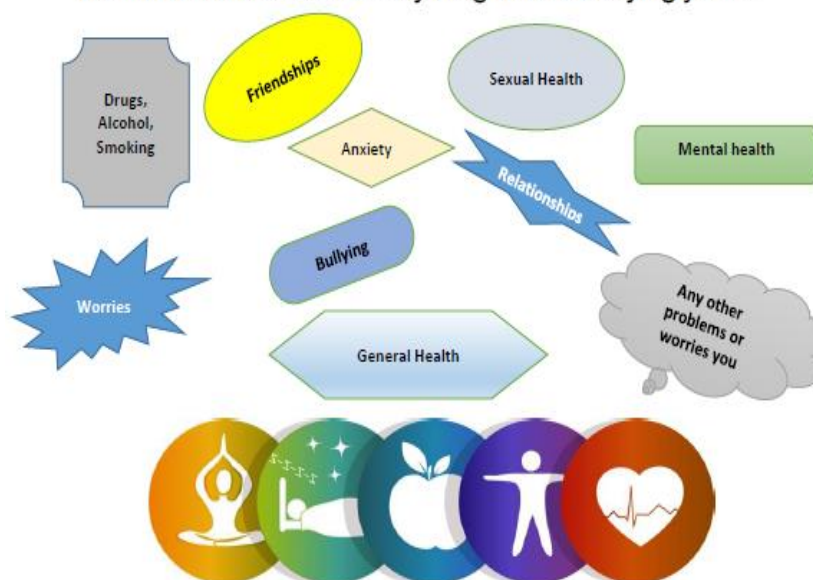 Friendships
Sexual Health
Drugs,
Alcohol,
Smoking
Anxiety
Mental health
Relationships
Bullying
Worries
Any other
problems or
worries you
General Health